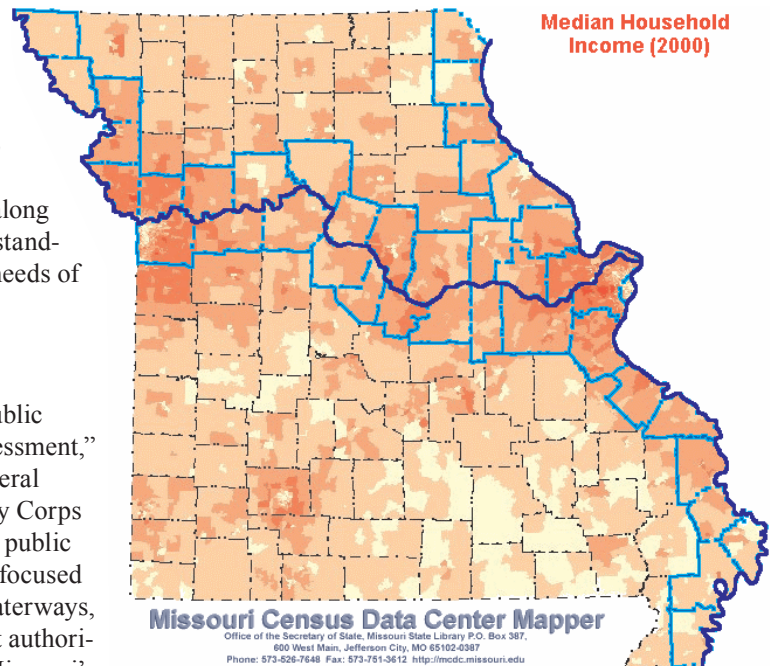 Median Household
Income (2000)
along
stand-
needs of
ublic
essment,”
eral
y Corps
public
focused
aterways,
t authori-
Missouri Census Data Center Mapper
Office of the Secretary of State, Missouri State Library P.O. Box 387,
600 West Main, Jefferson City, MO 65102-0387
Phone: 573-526-7648 Fax: 573-751-3612 http://mcdc.missouri.edu